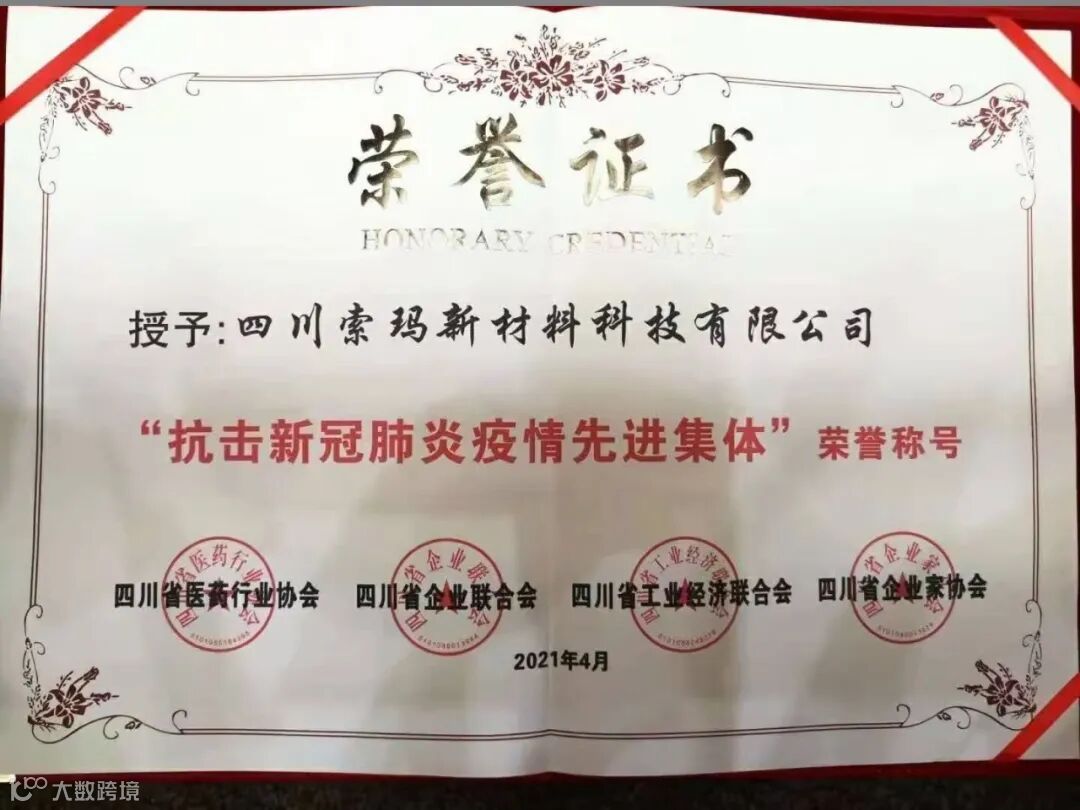 荣誉证书
HONORARY CREDENTIAL
授予:四川索玛新材料科技有限公司
“抗击新冠肺炎疫情先进集体”荣誉称号
四川省医药行业协会 四川省企业联合会 四川省工业经济联合会 四川省企业家协会
2021年4月
大数跨境